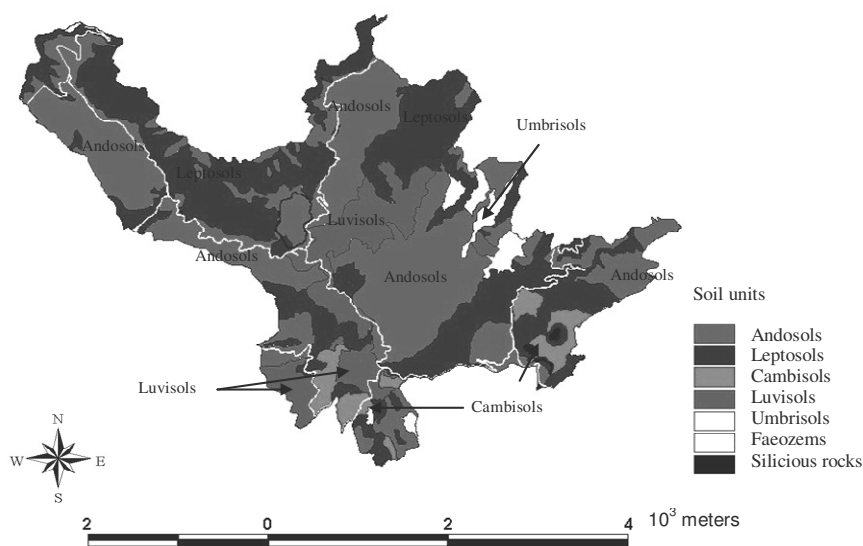 Andosols
Leptosols
Umbrisols
Andosols
Leptosols
Luvisols
Andosols
Andosols
Andosols
Soil units
Andosols
Leptosols
Cambisols
Luvisols
Umbrisols
Faeozems
Silicious rocks
Luvisols
Cambisols
N
W E
S
2 0 2 4 10³ meters